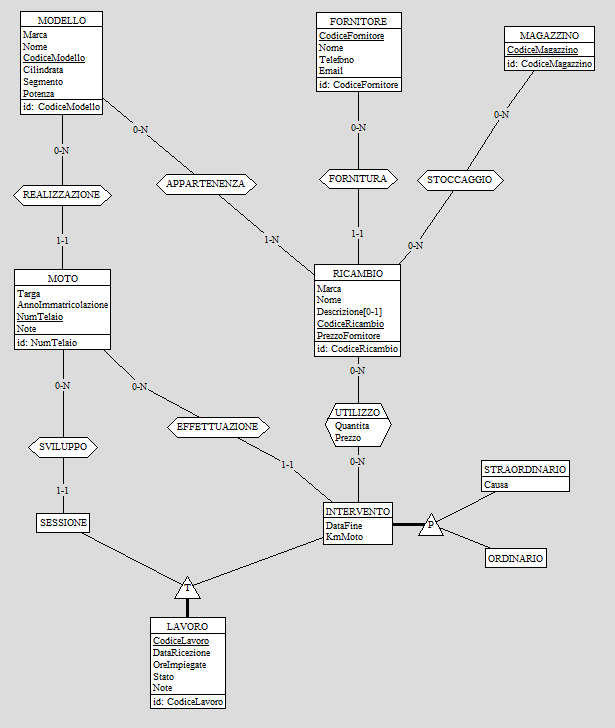 MODELLO
Marca
Nome
CodiceModello
Cilindrata
Segmento
Potenza
id: CodiceModello
FORNITORE
CodiceFornitore
Nome
Telefono
Email
id: CodiceFornitore
MAGAZZINO
CodiceMagazzino
id: CodiceMagazzino
0-N
0-N
0-N
0-N
REALIZZAZIONE
APPARTENENZA
FORNITURA
STOCCAGGIO
1-1
1-N
1-1
0-N
MOTO
Targa
AnnoImmatricolazione
NumTelaio
Note
id: NumTelaio
RICAMBIO
Marca
Nome
Descrizione[0-1]
CodiceRicambio
PrezzoFornitore
id: CodiceRicambio
0-N
0-N
0-N
SVILUPPO
EFFETTUAZIONE
UTILIZZO
Quantita
Prezzo
1-1
1-1
0-N
SESSIONE
INTERVENTO
DataFine
KmMoto
P
STRAORDINARIO
Causa
ORDINARIO
T
LAVORO
CodiceLavoro
DataRicezione
OreImpiegate
Stato
Note
id: CodiceLavoro